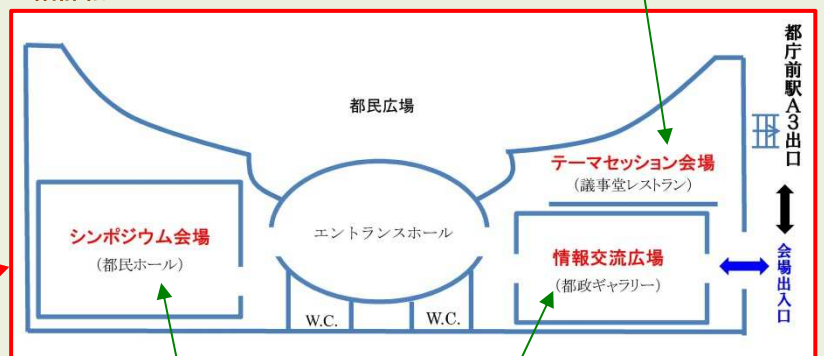 都民広場
都庁前駅A3出口
テーマセッション会場
(議事堂レストラン)
シンポジウム会場
(都民ホール)
エントランスホール
情報交流広場
(都政ギャラリー)
会場出入口
W.C.
W.C.